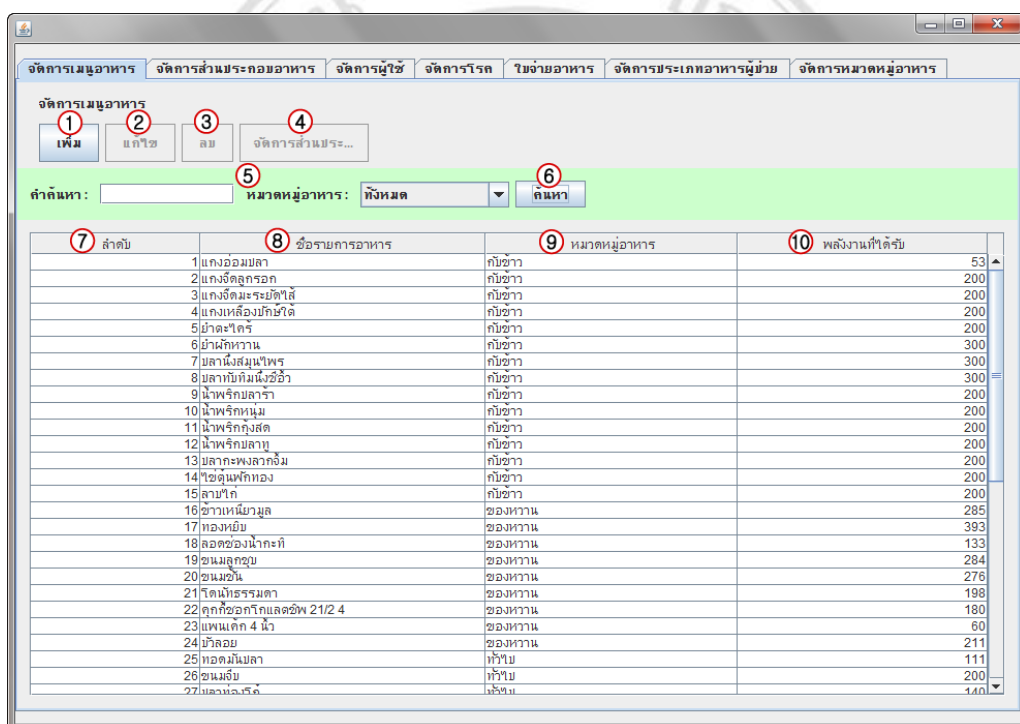 จัดการเมนูอาหาร จัดการส่วนประกอบอาหาร จัดการผู้ใช้ จัดการโรค ใบจ่ายอาหาร จัดการประเภทอาหารผู้ป่วย จัดการหมวดหมู่อาหาร
จัดการเมนูอาหาร
1 2 3 4
เพิ่ม แก้ไข ลบ จัดการส่วนประ...
5 6
คำค้นหา : หมวดหมู่อาหาร : ทั้งหมด ค้นหา
7 ลำดับ 8 ชื่อรายการอาหาร 9 หมวดหมู่อาหาร 10 พลังงานที่ได้รับ
1 แกงอ่อมปลา กับข้าว 53
2 แกงจืดลูกรอก กับข้าว 200
3 แกงจืดมะระยัดไส้ กับข้าว 200
4 แกงเหลืองปักษ์ใต้ กับข้าว 200
5 ยำตะไคร้ กับข้าว 200
6 ยำผักหวาน กับข้าว 300
7 ปลานึ่งสมุนไพร กับข้าว 300
8 ปลาทับทิมนึ่งซีอิ้ว กับข้าว 300
9 น้ำพริกปลาร้า กับข้าว 200
10 น้ำพริกหนุ่ม กับข้าว 200
11 น้ำพริกกุ้งสด กับข้าว 200
12 น้ำพริกปลาทู กับข้าว 200
13 ปลากะพงลวกจิ้ม กับข้าว 200
14 ไข่ตุ๋นฟักทอง กับข้าว 200
15 ลาบไก่ กับข้าว 200
16 ข้าวเหนียวมูล ของหวาน 285
17 ทองหยิบ ของหวาน 393
18 ลอดช่องน้ำกะทิ ของหวาน 133
19 ขนมลูกชุบ ของหวาน 284
20 ขนมชั้น ของหวาน 276
21 โดนัทธรรมดา ของหวาน 198
22 คุกกี้ชอกโกแลตชิพ 21/2 4 ของหวาน 180
23 แพนเค้ก 4 นิ้ว ของหวาน 60
24 บัวลอย ของหวาน 211
25 ทอดมันปลา ทั่วไป 111
26 ขนมจีบ ทั่วไป 200
27 ปลาท่องโก๋ ทั่วไป 140